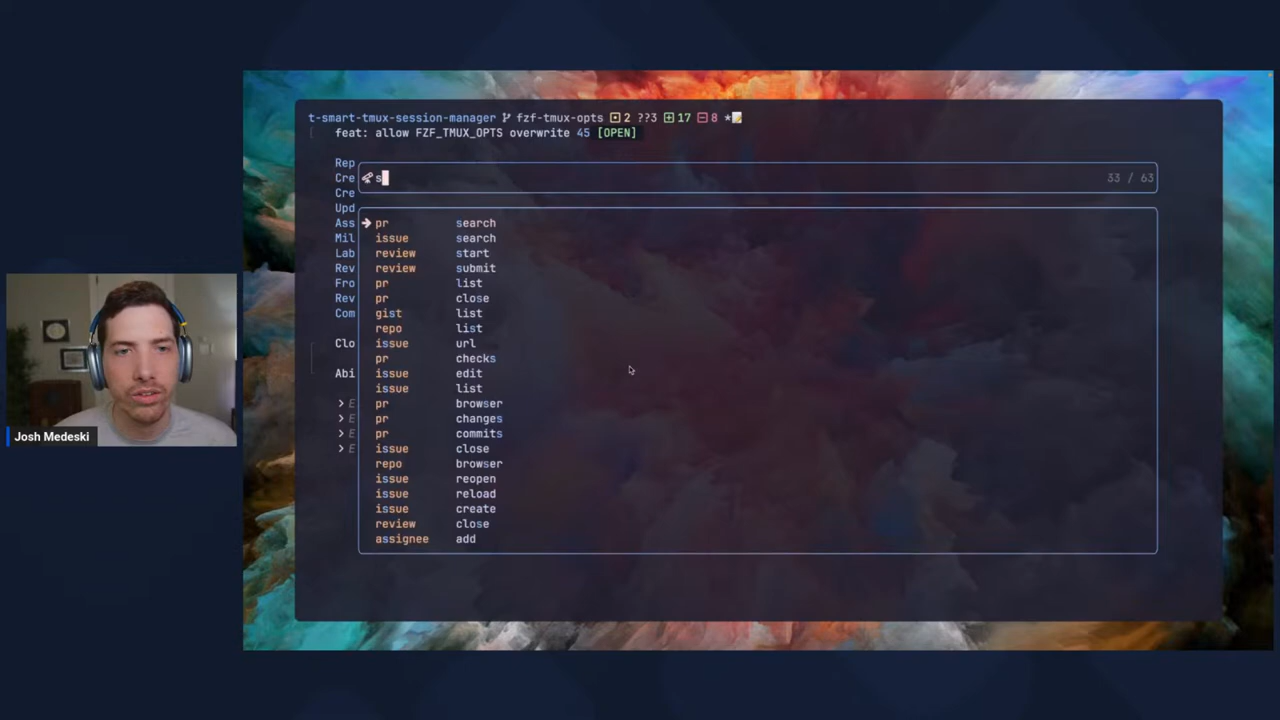 t-smart-tmux-session-manager fzf-tmux-opts 2 ??3 17 8 ★
feat: allow FZF_TMUX_OPTS overwrite 45 [OPEN]
Rep
Cre s 33 / 63
Cre
Upd
Ass pr search
Mil issue search
Lab review start
Rev review submit
Fro pr list
Rev pr close
Com gist list
repo list
Clo issue url
pr checks
Abi issue edit
issue list
> E pr browser
> E pr changes
> E pr commits
> E issue close
repo browser
issue reopen
issue reload
issue create
review close
assignee add
Josh Medeski